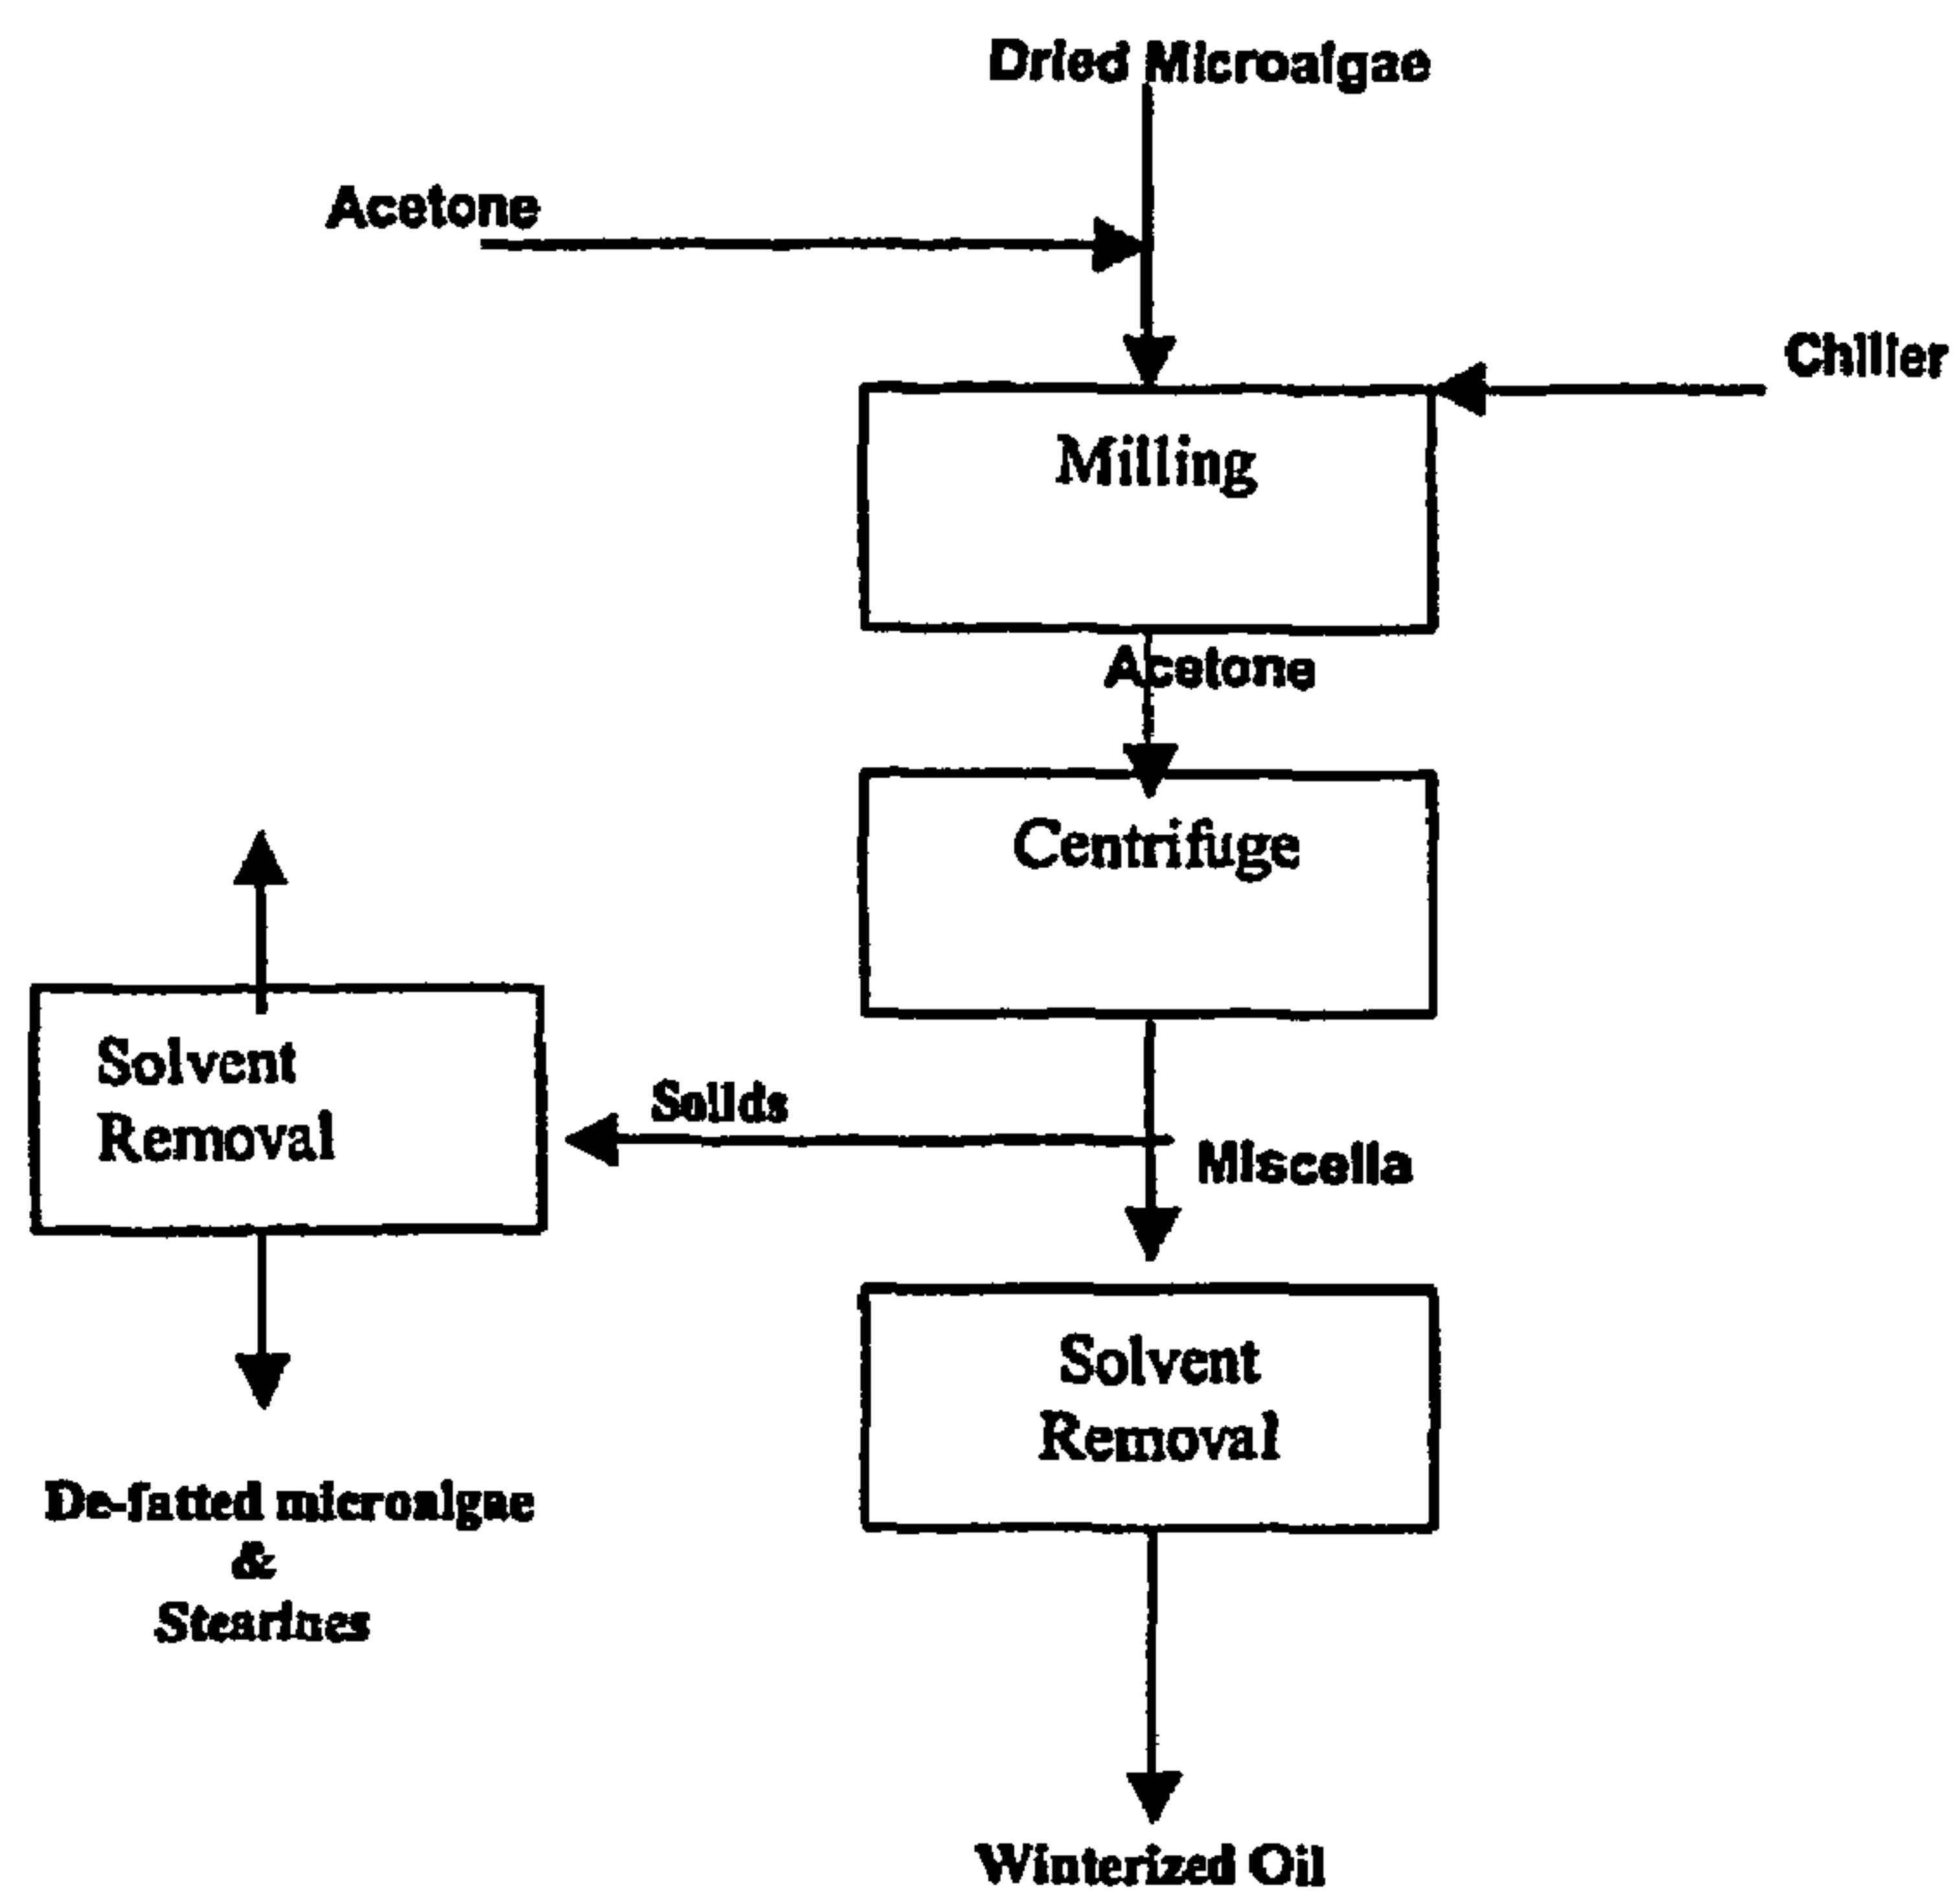 Dried Microalgae
Acetone
Chiller
Milling
Acetone
Centrifuge
Solvent
Removal
Solids
Miscella
Solvent
Removal
De-fatted microalgae
&
Stearines
Winterized Oil